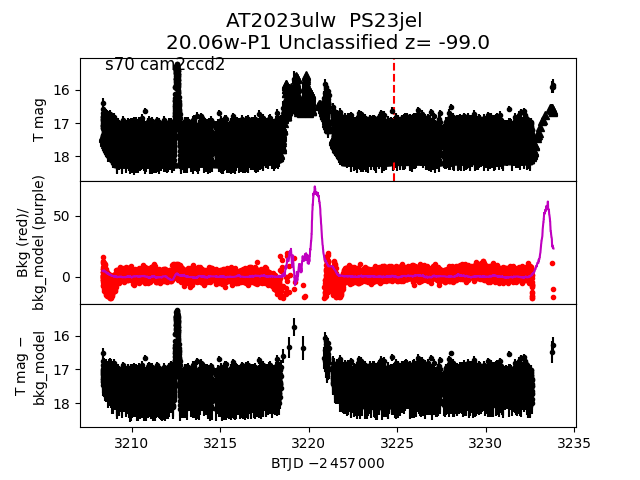 AT2023ulw  PS23jel
20.06w-P1 Unclassified z= -99.0
s70 cam2ccd2
T mag
16
17
18
Bkg (red)/
bkg_model (purple)
50
0
T mag −
bkg_model
16
17
18
3210
3215
3220
3225
3230
3235
BTJD −2 457 000